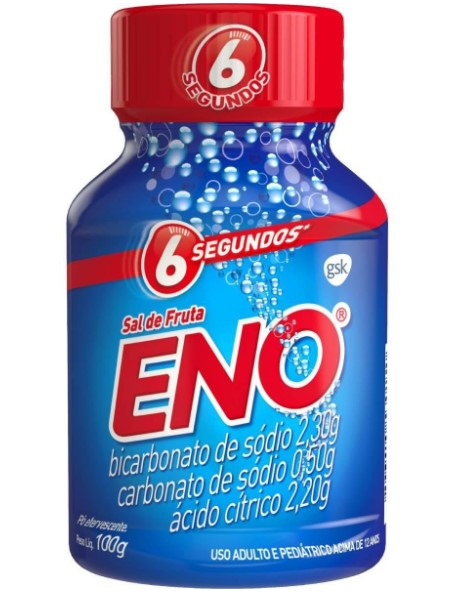 6
SEGUNDOS
6 SEGUNDOS*
gsk
Sal de Fruta
ENO®
bicarbonato de sódio 2,30g
carbonato de sódio 0,50g
ácido cítrico 2,20g
Pó efervescente
Peso Líq. 100g
USO ADULTO E PEDIÁTRICO ACIMA DE 12 ANOS